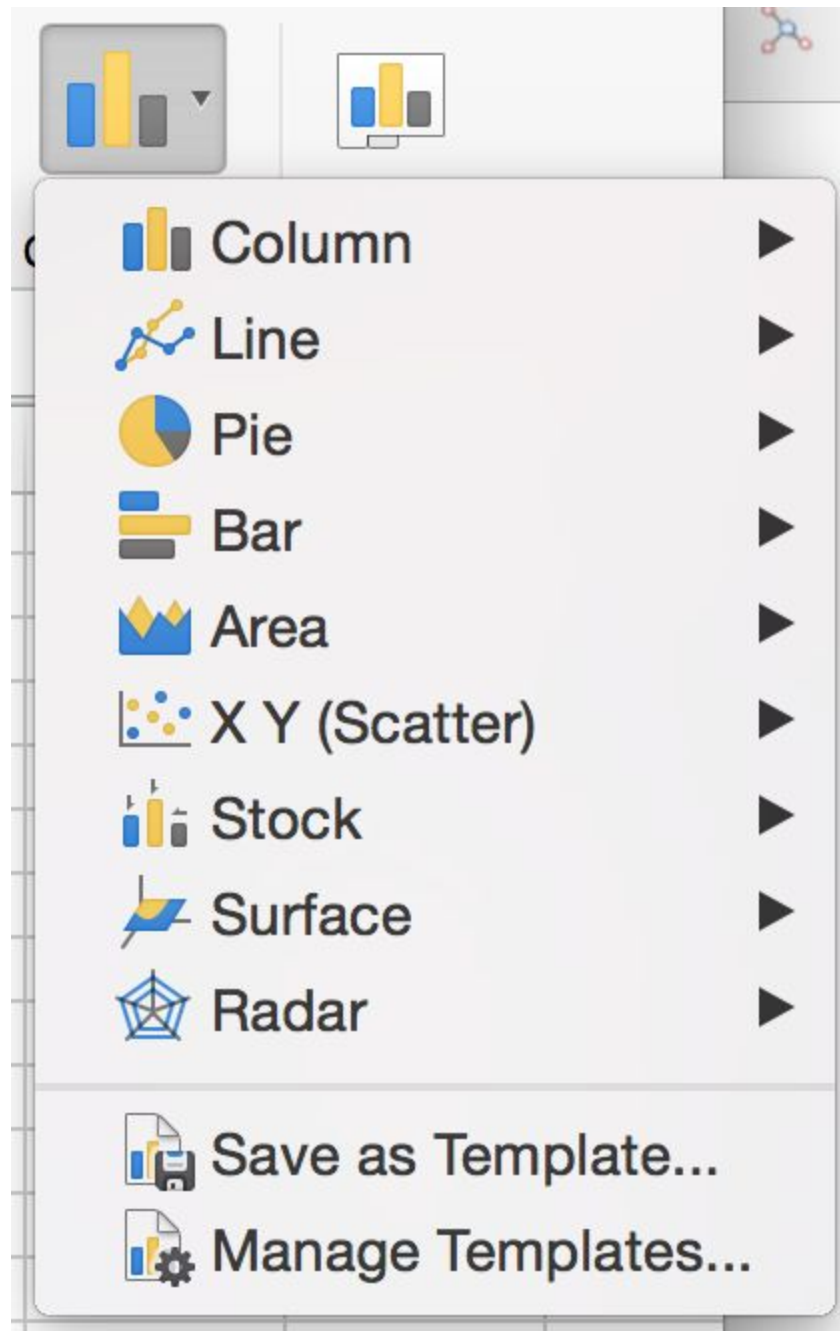 Column
Line
Pie
Bar
Area
X Y (Scatter)
Stock
Surface
Radar
Save as Template...
Manage Templates...